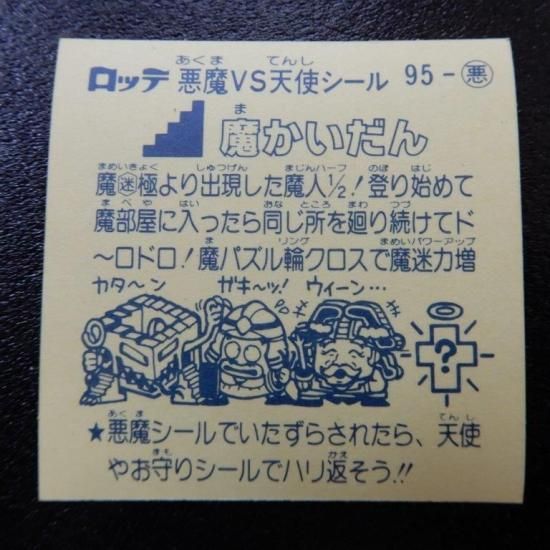 ロッテ 悪魔VS天使シール 95-悪
魔かいだん
魔迷極より出現した魔人½！登り始めて
魔部屋に入ったら同じ所を廻り続けてド
〜ロドロ！魔パズル輪クロスで魔迷力増
カタ〜ン ガキ〜ッ！ ウィーン…
?
★悪魔シールでいたずらされたら、天使
やお守りシールでハリ返そう!!